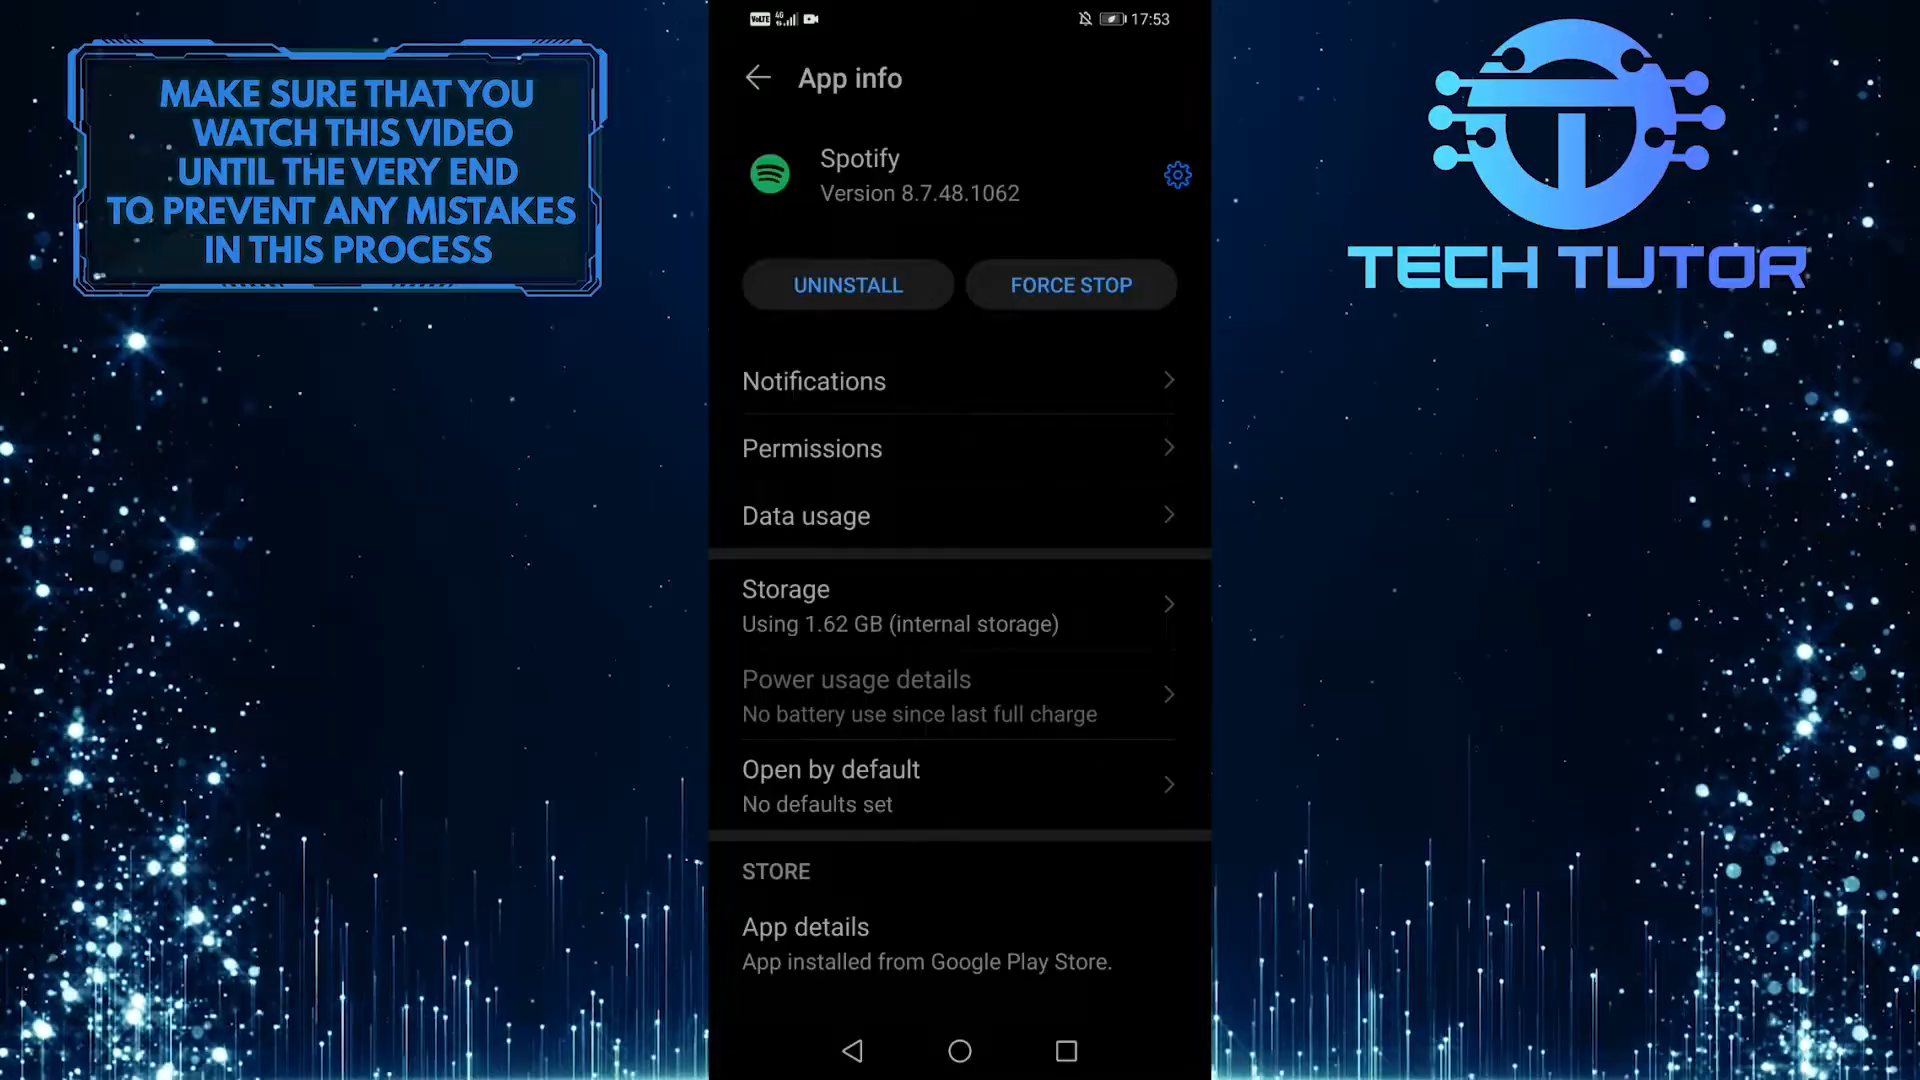 MAKE SURE THAT YOU
WATCH THIS VIDEO
UNTIL THE VERY END
TO PREVENT ANY MISTAKES
IN THIS PROCESS
VoLTE 4G 17:53
App info
Spotify
Version 8.7.48.1062
UNINSTALL FORCE STOP
Notifications
Permissions
Data usage
Storage
Using 1.62 GB (internal storage)
Power usage details
No battery use since last full charge
Open by default
No defaults set
STORE
App details
App installed from Google Play Store.
TECH TUTOR